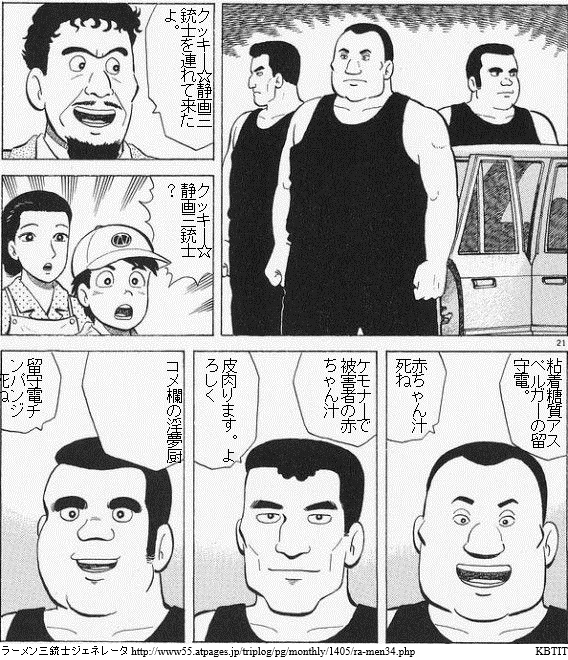 クッキー☆静画三
銃士を連れて来た
よ。
クッキー☆
静画三銃士
？
21
粘着糖質アス
ペルガーの留
守電。
赤ちゃん汁
死ね
ケモナーで
被害者の赤
ちゃん汁
皮肉ります。よ
ろしく
コメ欄の淫夢厨
留守電チ
ンパンジ
死ね
ラーメン三銃士ジェネレータ http://www55.atpages.jp/triplog/pg/monthly/1405/ra-men34.php
KBTIT